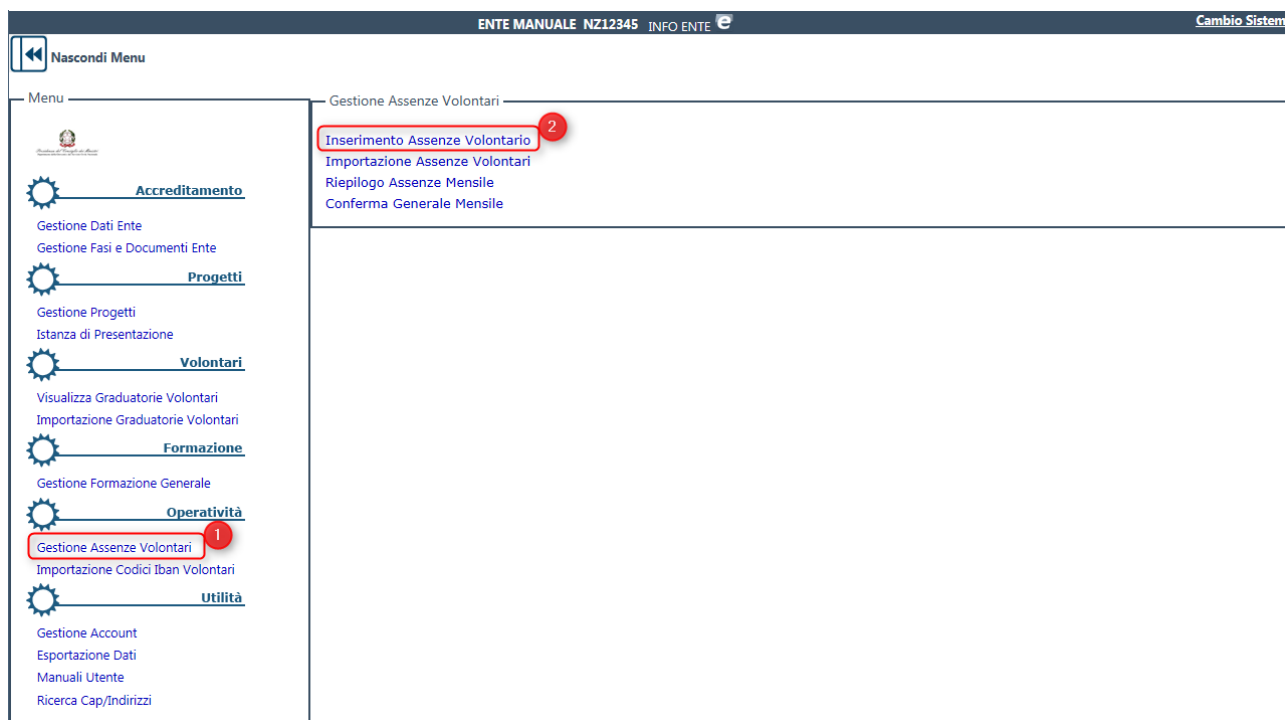 ENTE MANUALE NZ12345 INFO ENTE e
Cambio Sistem
Nascondi Menu
Menu
Accreditamento
Gestione Dati Ente
Gestione Fasi e Documenti Ente
Progetti
Gestione Progetti
Istanza di Presentazione
Volontari
Visualizza Graduatorie Volontari
Importazione Graduatorie Volontari
Formazione
Gestione Formazione Generale
Operatività
1
Gestione Assenze Volontari
Importazione Codici Iban Volontari
Utilità
Gestione Account
Esportazione Dati
Manuali Utente
Ricerca Cap/Indirizzi
Gestione Assenze Volontari
2
Inserimento Assenze Volontario
Importazione Assenze Volontari
Riepilogo Assenze Mensile
Conferma Generale Mensile